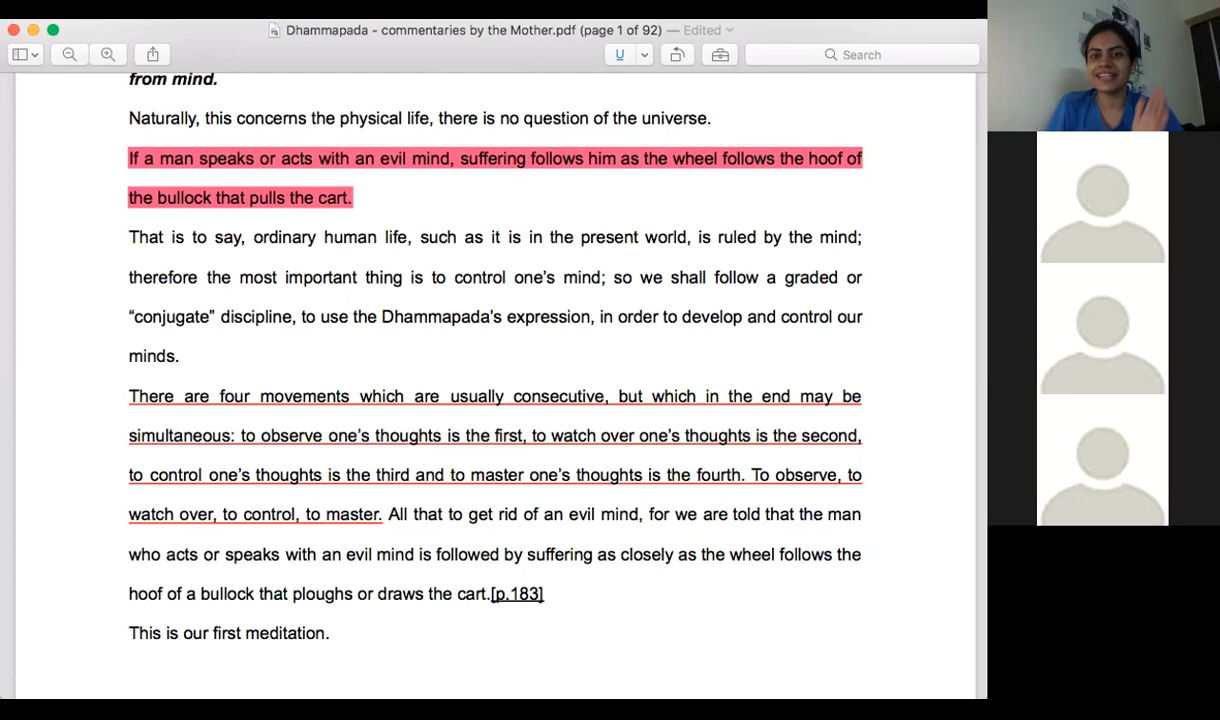 Dhammapada - commentaries by the Mother.pdf (page 1 of 92) — Edited
Search
from mind.
Naturally, this concerns the physical life, there is no question of the universe.
If a man speaks or acts with an evil mind, suffering follows him as the wheel follows the hoof of
the bullock that pulls the cart.
That is to say, ordinary human life, such as it is in the present world, is ruled by the mind;
therefore the most important thing is to control one's mind; so we shall follow a graded or
“conjugate” discipline, to use the Dhammapada's expression, in order to develop and control our
minds.
There are four movements which are usually consecutive, but which in the end may be
simultaneous: to observe one's thoughts is the first, to watch over one's thoughts is the second,
to control one's thoughts is the third and to master one's thoughts is the fourth. To observe, to
watch over, to control, to master. All that to get rid of an evil mind, for we are told that the man
who acts or speaks with an evil mind is followed by suffering as closely as the wheel follows the
hoof of a bullock that ploughs or draws the cart.[p.183]
This is our first meditation.